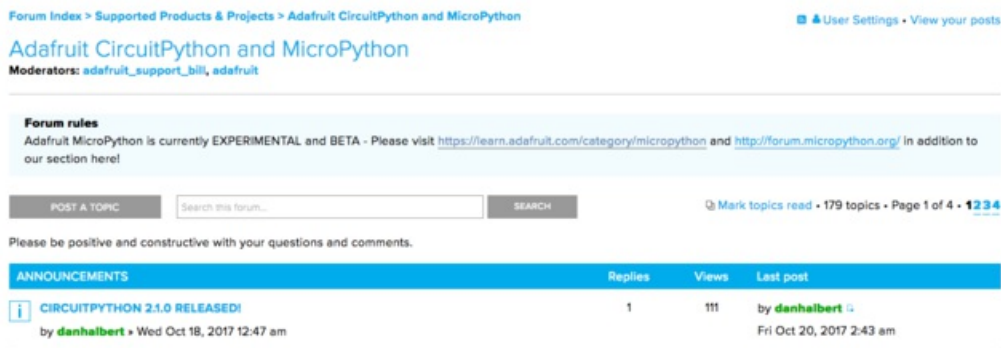 Forum Index > Supported Products & Projects > Adafruit CircuitPython and MicroPython
User Settings • View your posts
Adafruit CircuitPython and MicroPython
Moderators: adafruit_support_bill, adafruit
Forum rules
Adafruit MicroPython is currently EXPERIMENTAL and BETA - Please visit https://learn.adafruit.com/category/micropython and http://forum.micropython.org/ in addition to
our section here!
POST A TOPIC Search this forum... SEARCH Mark topics read • 179 topics • Page 1 of 4 • 1 2 3 4
Please be positive and constructive with your questions and comments.
ANNOUNCEMENTS Replies Views Last post
i CIRCUITPYTHON 2.1.0 RELEASED! 1 111 by danhalbert
by danhalbert » Wed Oct 18, 2017 12:47 am Fri Oct 20, 2017 2:43 am